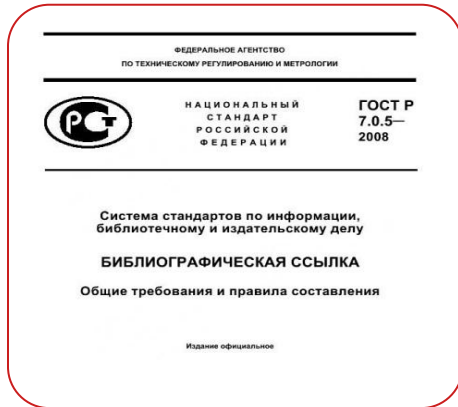 ФЕДЕРАЛЬНОЕ АГЕНТСТВО
ПО ТЕХНИЧЕСКОМУ РЕГУЛИРОВАНИЮ И МЕТРОЛОГИИ
РСТ
НАЦИОНАЛЬНЫЙ
СТАНДАРТ
РОССИЙСКОЙ
ФЕДЕРАЦИИ
ГОСТ Р
7.0.5—
2008
Система стандартов по информации,
библиотечному и издательскому делу
БИБЛИОГРАФИЧЕСКАЯ ССЫЛКА
Общие требования и правила составления
Издание официальное